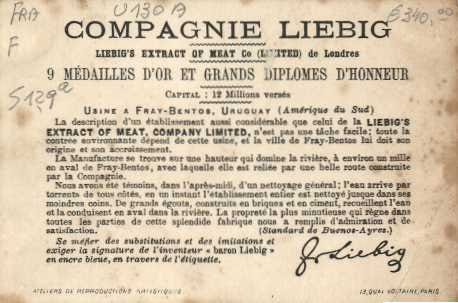 FRA U130A $340,00
COMPAGNIE LIEBIG
F
LIEBIG'S EXTRACT OF MEAT Co (LIMITED) de Londres
9 MÉDAILLES D'OR ET GRANDS DIPLOMES D'HONNEUR
S129a
CAPITAL : 12 Millions versés
USINE A FRAY-BENTOS, URUGUAY (Amérique du Sud)
La description d'un établissement aussi considérable que celui de la LIEBIG'S
EXTRACT OF MEAT, COMPANY LIMITED, n'est pas une tâche facile; toute la
contrée environnante dépend de cette usine, et la ville de Fray-Bentos lui doit son
origine et son accroissement.
La Manufacture se trouve sur une hauteur qui domine la rivière, à environ un mille
en aval de Fray-Bentos, avec laquelle elle est reliée par une belle route construite
par la Compagnie.
Nous avons été témoins, dans l'après-midi, d'un nettoyage général; l'eau arrive par
torrents de tous côtés, en un instant l'établissement entier est nettoyé jusque dans ses
moindres coins. De grands égouts, construits en briques et en ciment, recueillent l'eau
et la conduisent en aval dans la rivière. La propreté la plus minutieuse qui règne dans
toutes les parties de cette splendide fabrique nous a remplis d'admiration et de
satisfaction. (Standard de Buenos-Ayres.)
Se méfier des substitutions et des imitations et
exiger la signature de l'inventeur « baron Liebig »
en encre bleue, en travers de l'étiquette.
J v Liebig
ATELIERS DE REPRODUCTIONS ARTISTIQUES 13, QUAI VOLTAIRE, PARIS